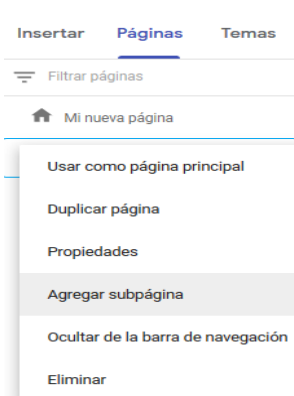 Insertar Páginas Temas
Filtrar páginas
Mi nueva página
Usar como página principal
Duplicar página
Propiedades
Agregar subpágina
Ocultar de la barra de navegación
Eliminar